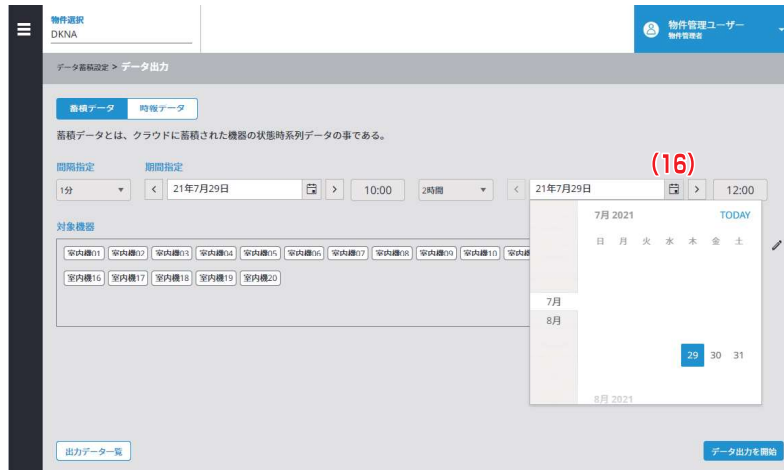 物件選択
DKNA
物件管理ユーザー
物件管理者
データ蓄積設定 > データ出力
蓄積データ 時報データ
蓄積データとは、クラウドに蓄積された機器の状態時系列データの事である。
間隔指定 期間指定
(16)
1分 < 21年7月29日 > 10:00 2時間 < 21年7月29日 > 12:00
7月 2021 TODAY
対象機器
日 月 火 水 木 金 土
室内機01 室内機02 室内機03 室内機04 室内機05 室内機06 室内機07 室内機08 室内機09 室内機10 室内機
室内機16 室内機17 室内機18 室内機19 室内機20
7月
8月
29 30 31
8月 2021
出力データ一覧 データ出力を開始